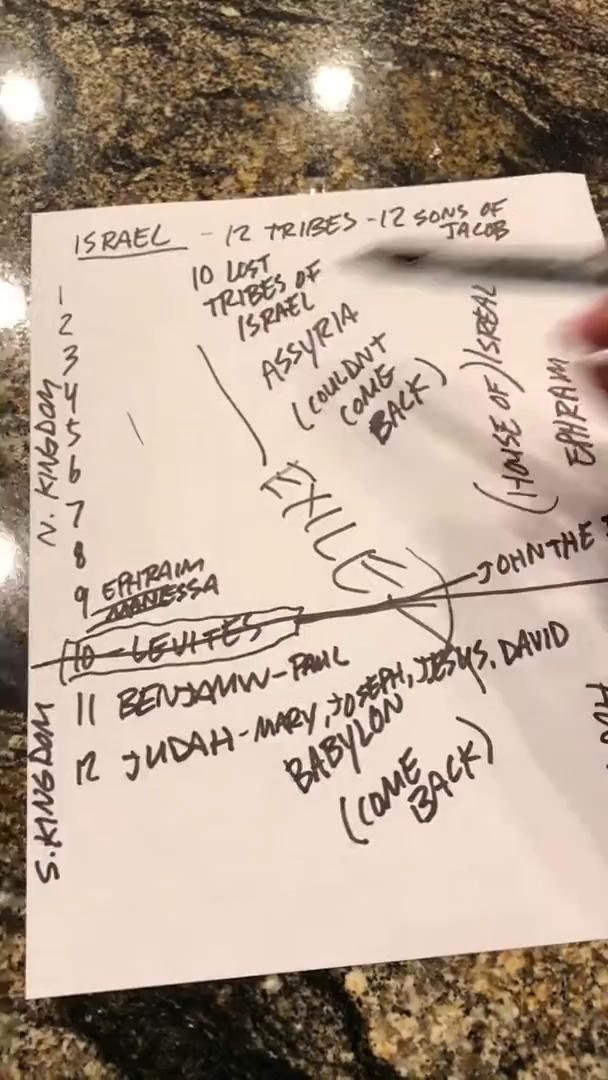 ISRAEL - 12 TRIBES - 12 SONS OF JACOB
10 LOST
TRIBES OF
ISRAEL
ASSYRIA
(COULDNT
COME
BACK)
(HOUSE OF) ISREAL
EPHRAIM
N. KINGDOM
1
2
3
4
5
6
7
8
9 EPHRAIM
MANESSA
10 LEVITES
EXILE
JOHN THE
S. KINGDOM
11 BENJAMIN - PAUL
12 JUDAH - MARY, JOSEPH, JESUS, DAVID
BABYLON
(COME
BACK)